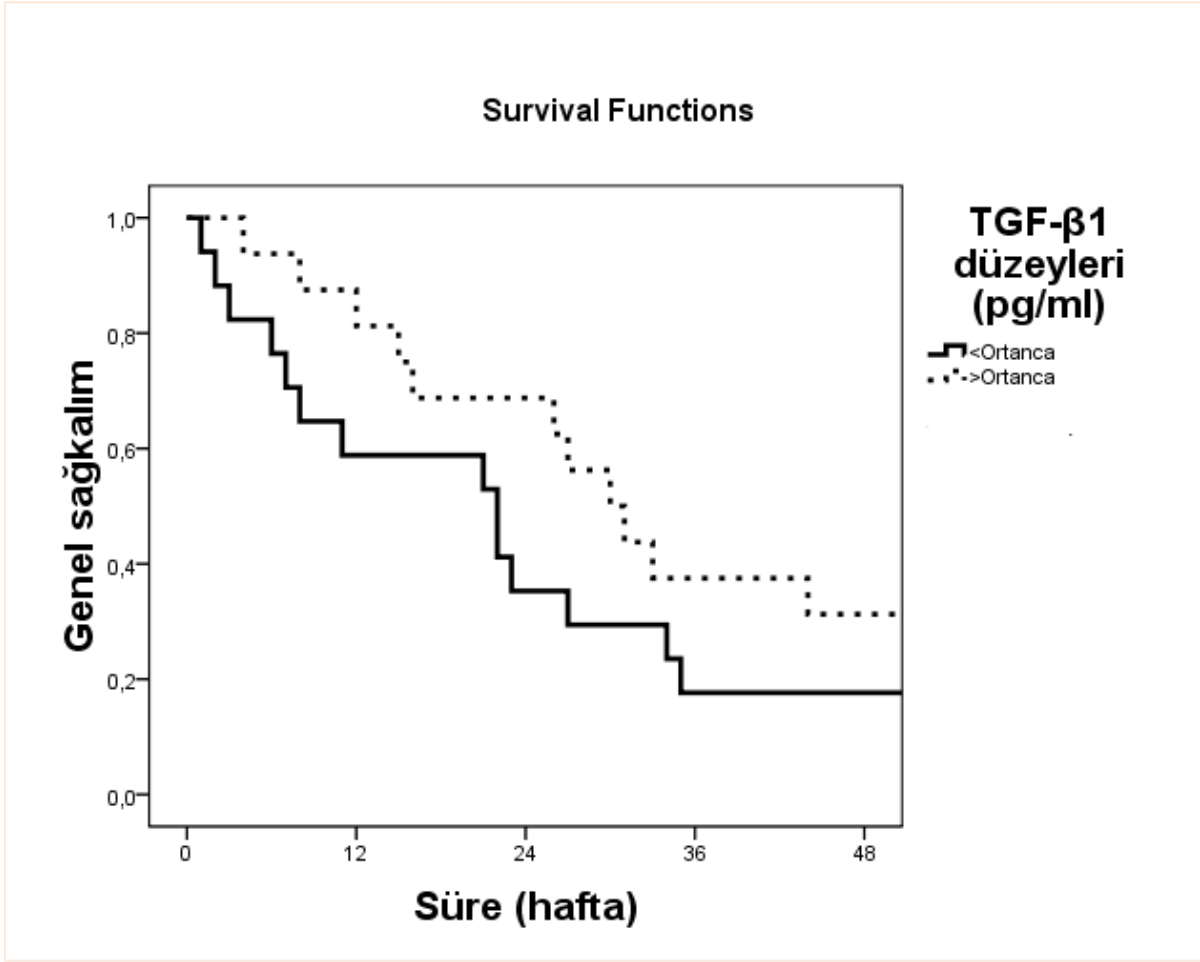 Survival Functions
TGF-β1
düzeyleri
(pg/ml)
<Ortanca
>Ortanca
Genel sağkalım
1,0
0,8
0,6
0,4
0,2
0,0
0 12 24 36 48
Süre (hafta)